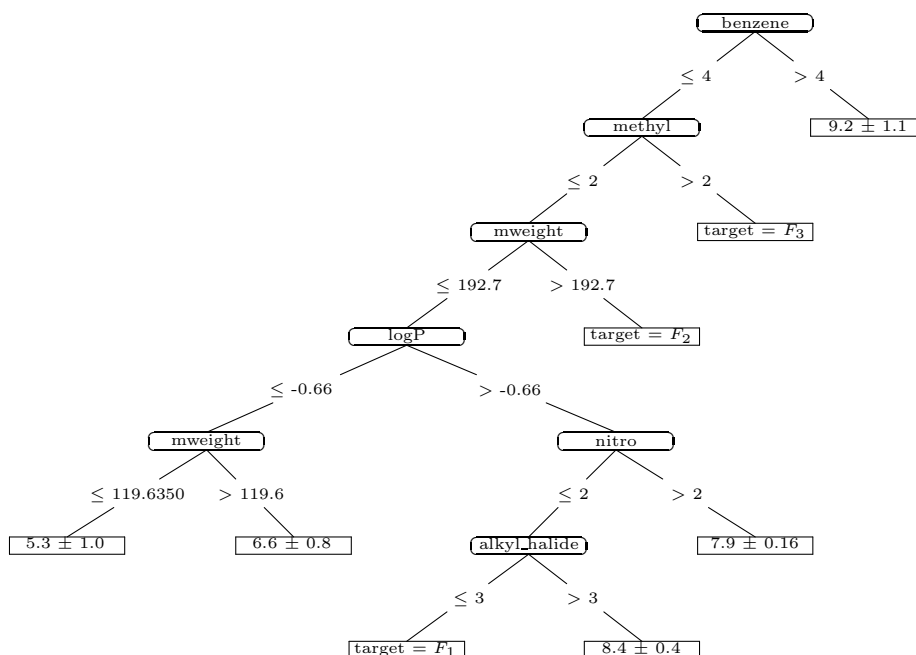 benzene
≤ 4
> 4
methyl
9.2 ± 1.1
≤ 2
> 2
mweight
target = F₃
≤ 192.7
> 192.7
logP
target = F₂
≤ -0.66
> -0.66
mweight
nitro
≤ 119.6350
> 119.6
≤ 2
> 2
5.3 ± 1.0
6.6 ± 0.8
alkyl_halide
7.9 ± 0.16
≤ 3
> 3
target = F₁
8.4 ± 0.4